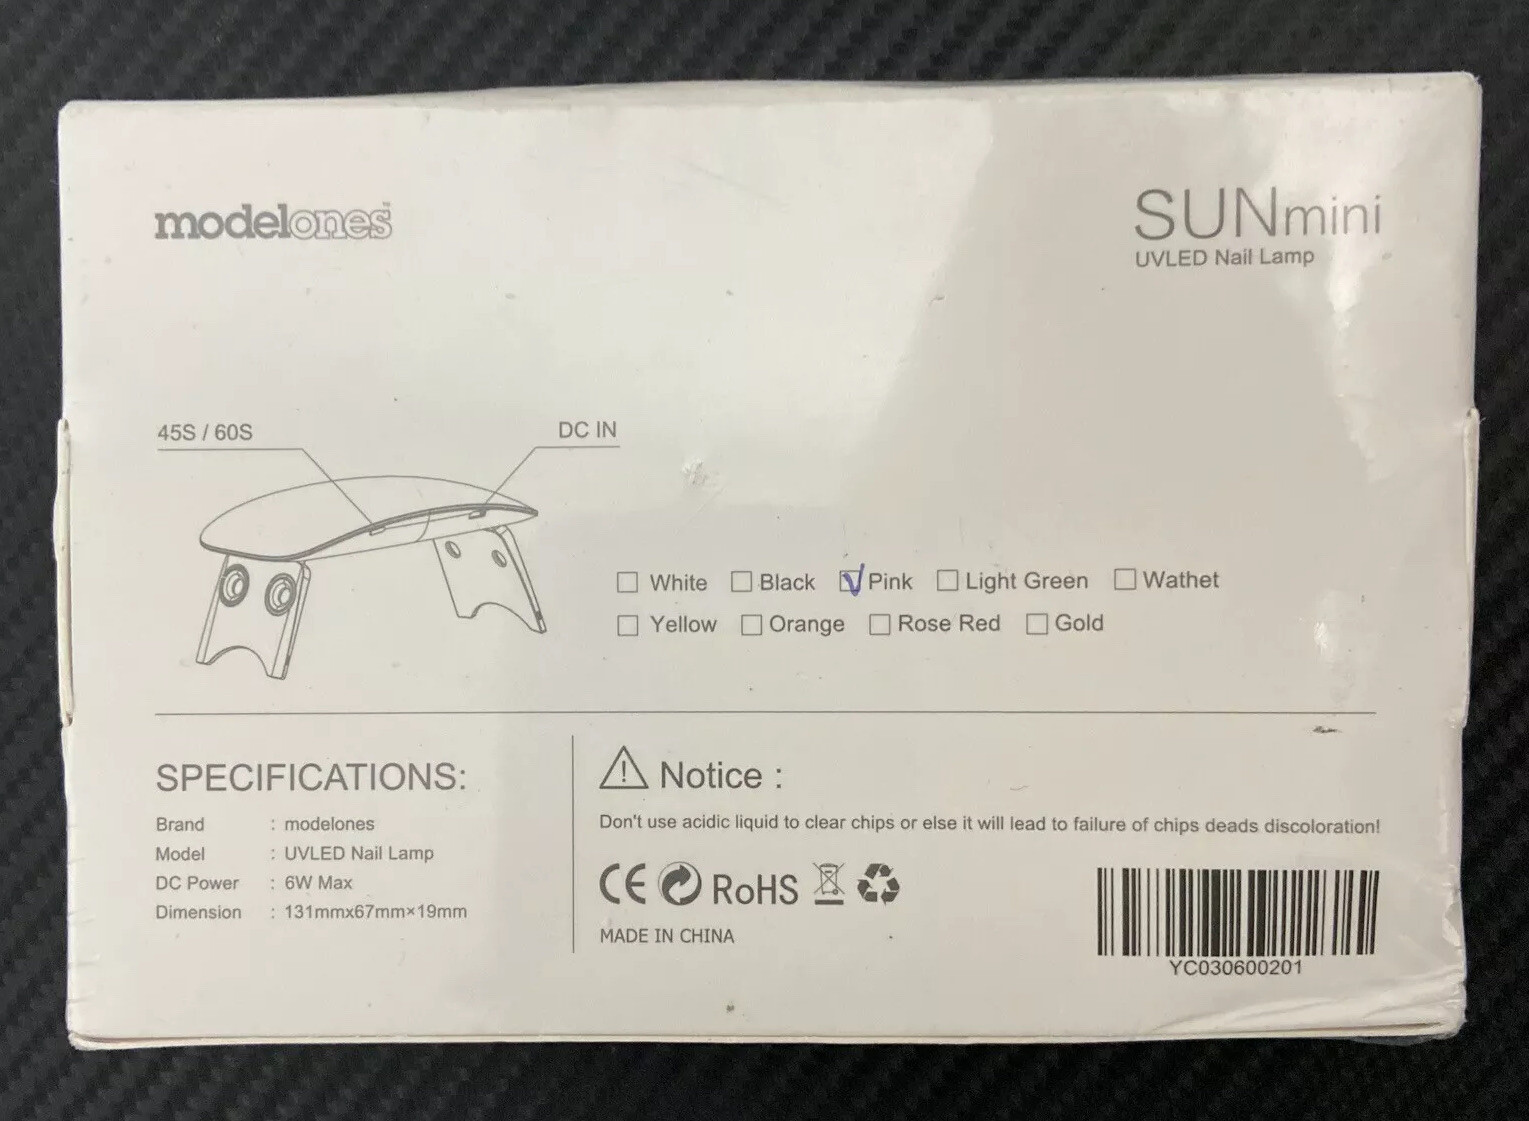 modelones
SUNmini
UVLED Nail Lamp
45S / 60S
DC IN
White Black Pink Light Green Wathet
Yellow Orange Rose Red Gold
SPECIFICATIONS:
Brand : modelones
Model : UVLED Nail Lamp
DC Power : 6W Max
Dimension : 131mmx67mm×19mm
Notice :
Don't use acidic liquid to clear chips or else it will lead to failure of chips deads discoloration!
CE RoHS
MADE IN CHINA
YC030600201